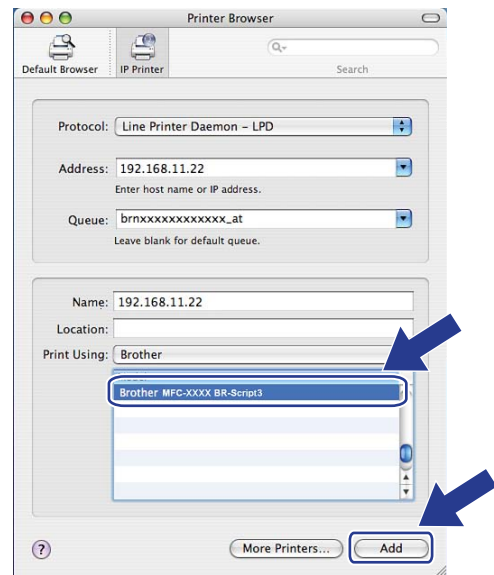 Printer Browser
Default Browser
IP Printer
Q-
Search
Protocol: Line Printer Daemon – LPD
Address: 192.168.11.22
Enter host name or IP address.
Queue: brnxxxxxxxxxxxx_at
Leave blank for default queue.
Name: 192.168.11.22
Location:
Print Using: Brother
Brother MFC-XXXX BR-Script3
?
More Printers...
Add